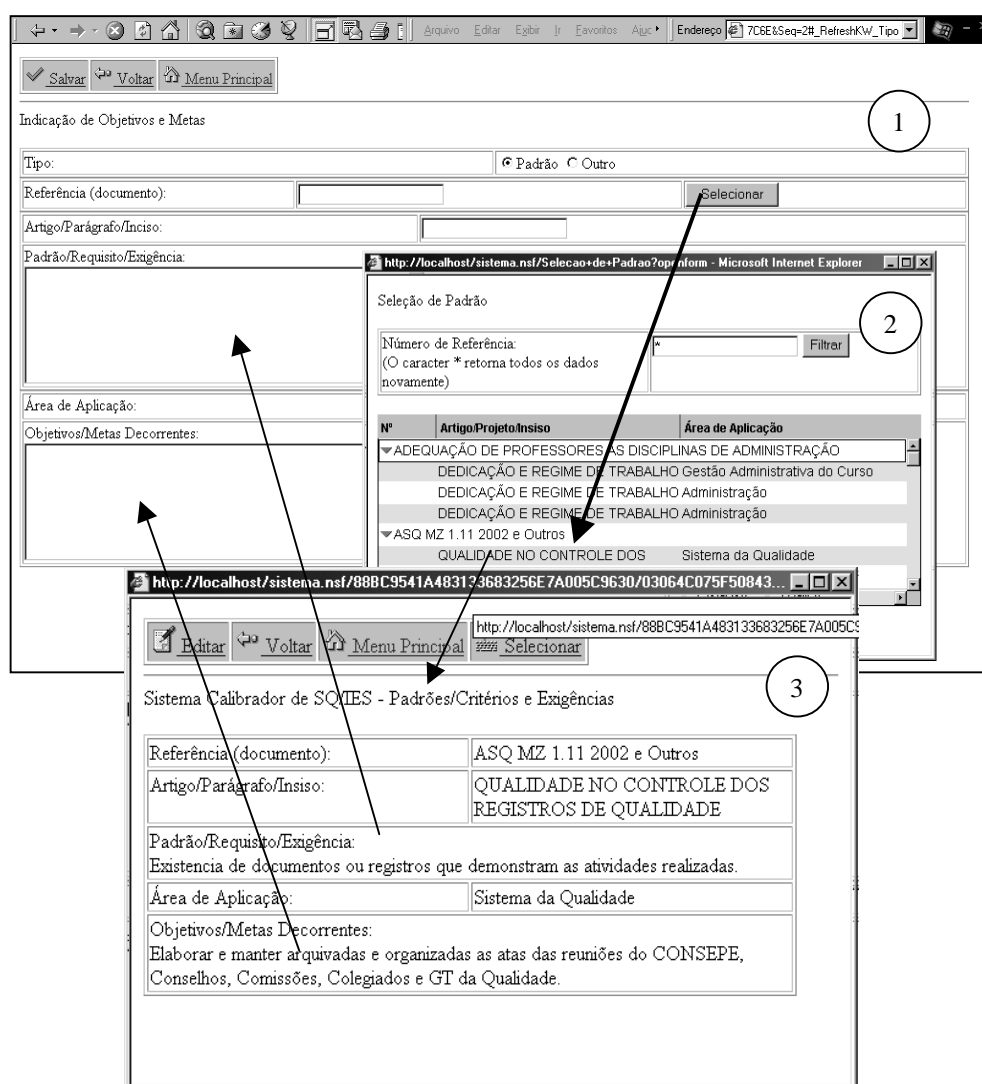 Arquivo Editar Exibir Ir Favoritos Ajuc Endereço 7C6E&Seq=2#_RefreshKW_Tipo
Salvar Voltar Menu Principal
Indicação de Objetivos e Metas
1
Tipo: Padrão Outro
Referência (documento): Selecionar
Artigo/Parágrafo/Inciso:
Padrão/Requisito/Exigência:
Área de Aplicação:
Objetivos/Metas Decorrentes:
http://localhost/sistema.nsf/Selecao+de+Padrao?openform - Microsoft Internet Explorer
Seleção de Padrão
2
Número de Referência: * Filtrar
(O caracter * retorna todos os dados
novamente)
Nº Artigo/Projeto/Insiso Área de Aplicação
ADEQUAÇÃO DE PROFESSORES ÀS DISCIPLINAS DE ADMINISTRAÇÃO
DEDICAÇÃO E REGIME DE TRABALHO Gestão Administrativa do Curso
DEDICAÇÃO E REGIME DE TRABALHO Administração
DEDICAÇÃO E REGIME DE TRABALHO Administração
ASQ MZ 1.11 2002 e Outros
QUALIDADE NO CONTROLE DOS Sistema da Qualidade
http://localhost/sistema.nsf/88BC9541A483133683256E7A005C9630/03064C075F50843...
http://localhost/sistema.nsf/88BC9541A483133683256E7A005C9
Editar Voltar Menu Principal Selecionar
3
Sistema Calibrador de SQ/IES - Padrões/Critérios e Exigências
Referência (documento): ASQ MZ 1.11 2002 e Outros
Artigo/Parágrafo/Insiso: QUALIDADE NO CONTROLE DOS
REGISTROS DE QUALIDADE
Padrão/Requisito/Exigência:
Existencia de documentos ou registros que demonstram as atividades realizadas.
Área de Aplicação: Sistema da Qualidade
Objetivos/Metas Decorrentes:
Elaborar e manter arquivadas e organizadas as atas das reuniões do CONSEPE,
Conselhos, Comissões, Colegiados e GT da Qualidade.